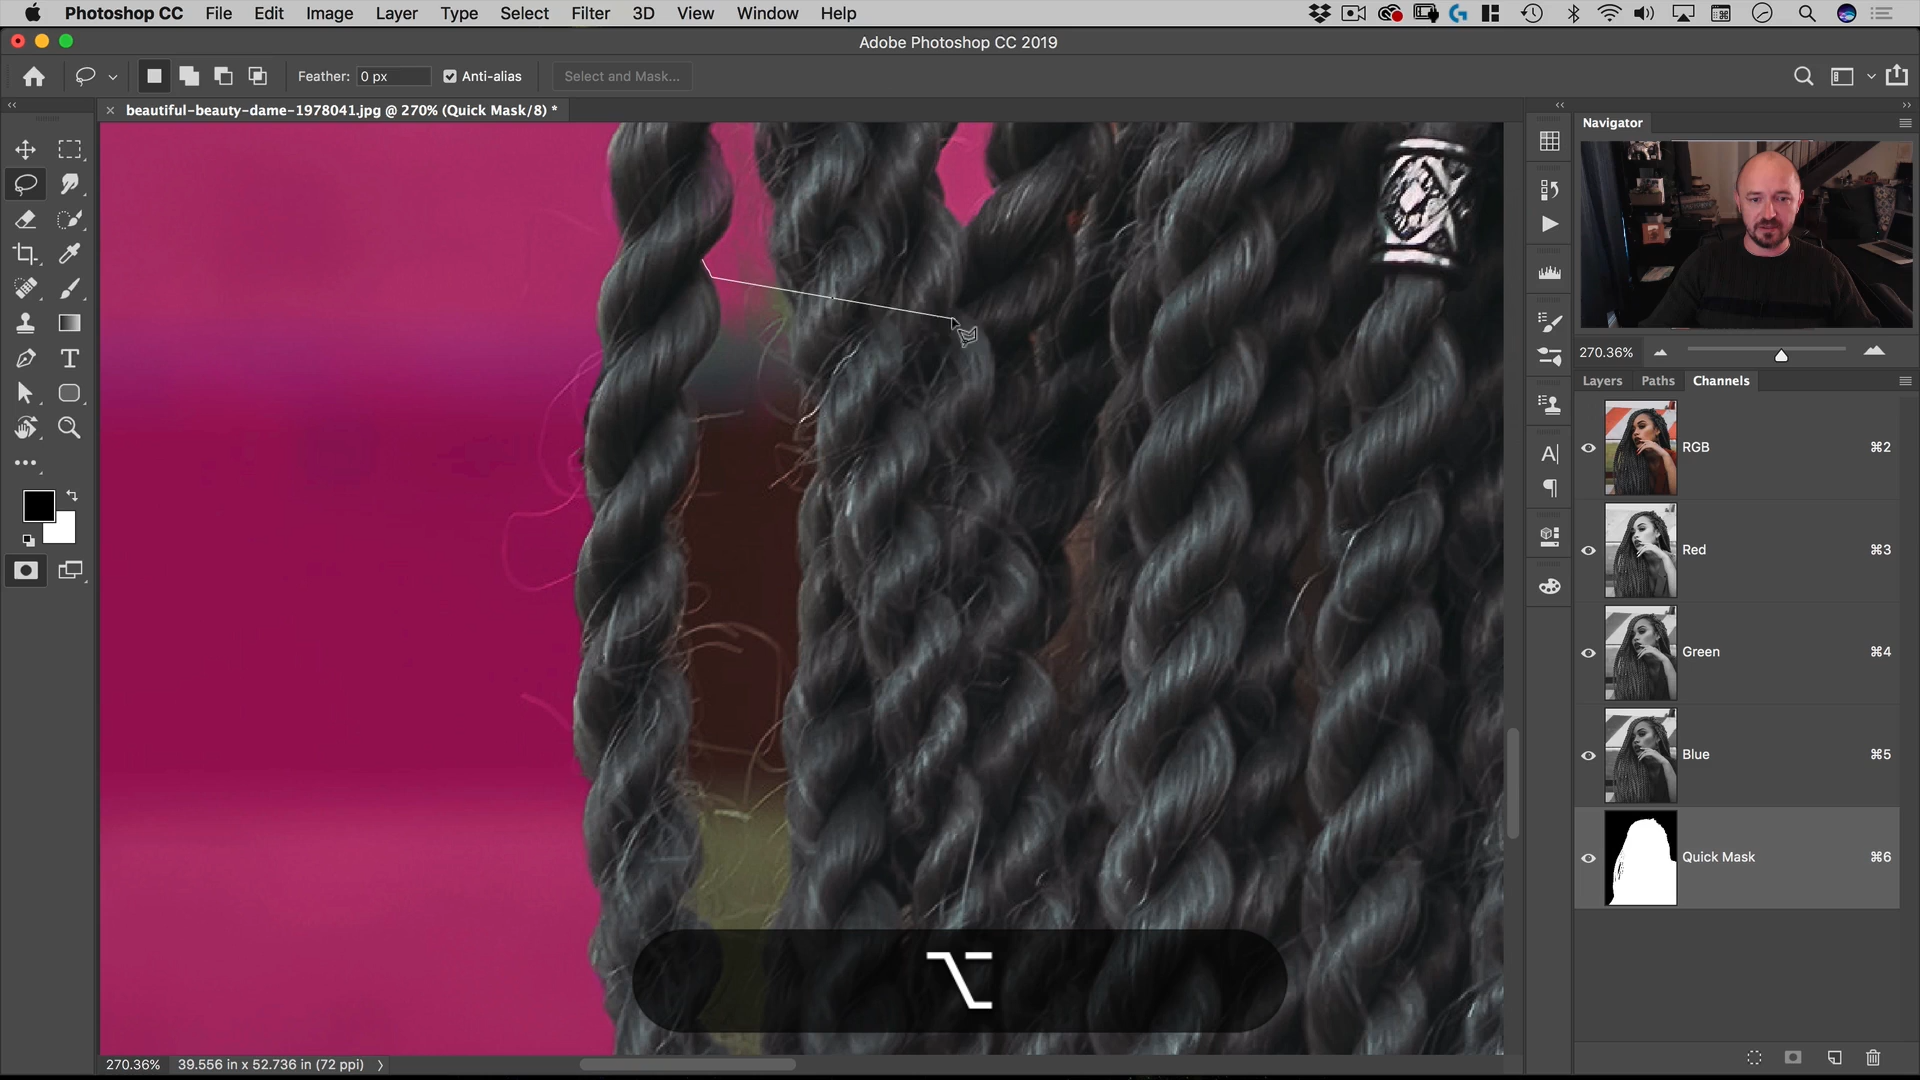 Photoshop CC File Edit Image Layer Type Select Filter 3D View Window Help
Adobe Photoshop CC 2019
Feather: 0 px Anti-alias Select and Mask...
× beautiful-beauty-dame-1978041.jpg @ 270% (Quick Mask/8) *
Navigator
270.36%
Layers Paths Channels
RGB ⌘2
Red ⌘3
Green ⌘4
Blue ⌘5
Quick Mask ⌘6
⌥
270.36% 39.556 in x 52.736 in (72 ppi)